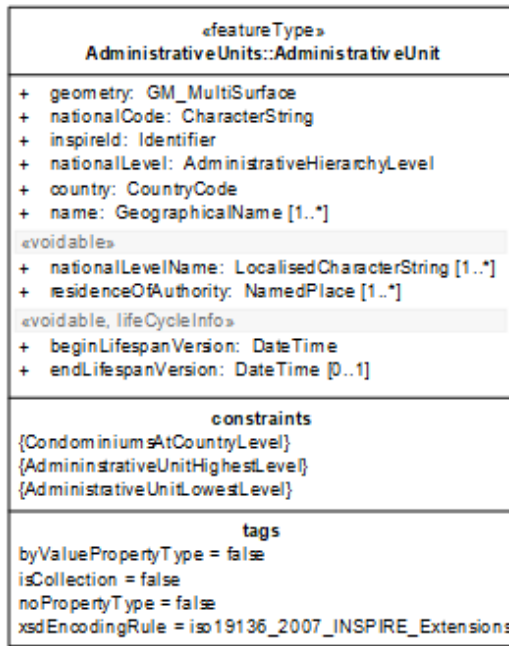 «featureType»
AdministrativeUnits::AdministrativeUnit
+ geometry: GM_MultiSurface
+ nationalCode: CharacterString
+ inspireId: Identifier
+ nationalLevel: AdministrativeHierarchyLevel
+ country: CountryCode
+ name: GeographicalName [1..*]
«voidable»
+ nationalLevelName: LocalisedCharacterString [1..*]
+ residenceOfAuthority: NamedPlace [1..*]
«voidable, lifeCycleInfo»
+ beginLifespanVersion: DateTime
+ endLifespanVersion: DateTime [0..1]
constraints
{CondominiumsAtCountryLevel}
{AdmininstrativeUnitHighestLevel}
{AdministrativeUnitLowestLevel}
tags
byValuePropertyType = false
isCollection = false
noPropertyType = false
xsdEncodingRule = iso19136_2007_INSPIRE_Extensions